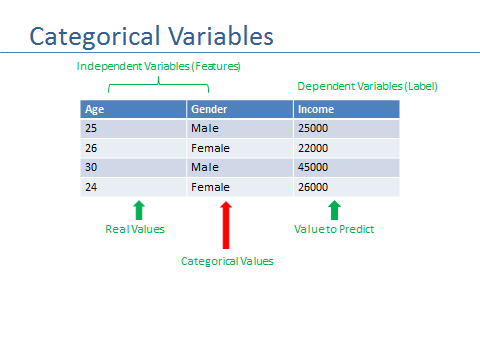 Categorical Variables
Independent Variables (Features)
Dependent Variables (Label)
Age Gender Income
25 Male 25000
26 Female 22000
30 Male 45000
24 Female 26000
Real Values
Value to Predict
Categorical Values